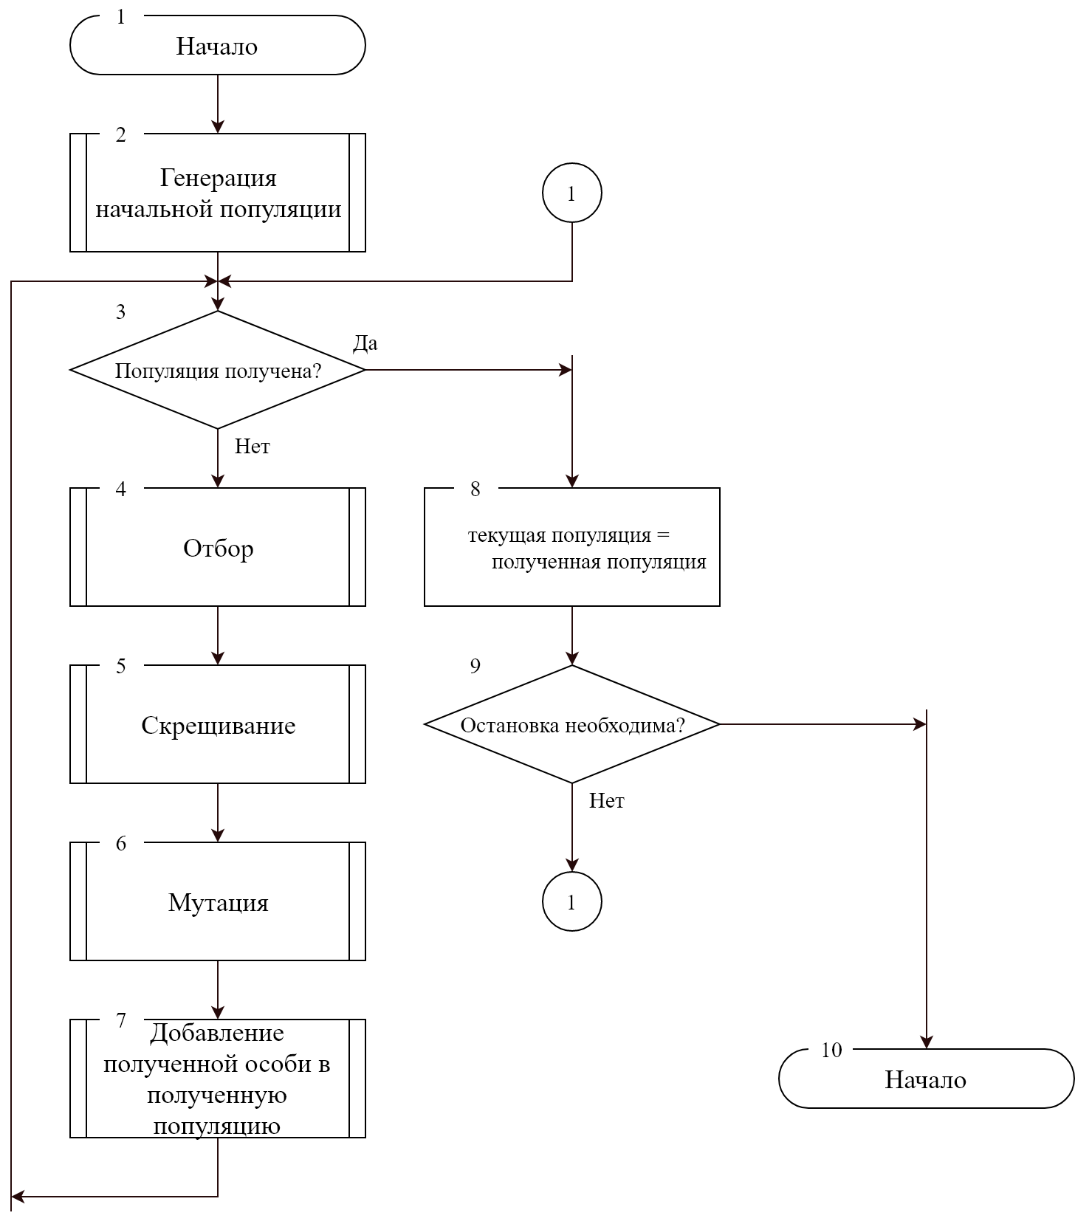 1
Начало
2
Генерация
начальной популяции
1
3
Популяция получена?
Да
Нет
4
Отбор
8
текущая популяция =
полученная популяция
5
Скрещивание
9
Остановка необходима?
Нет
6
Мутация
1
7
Добавление
полученной особи в
полученную
популяцию
10
Начало